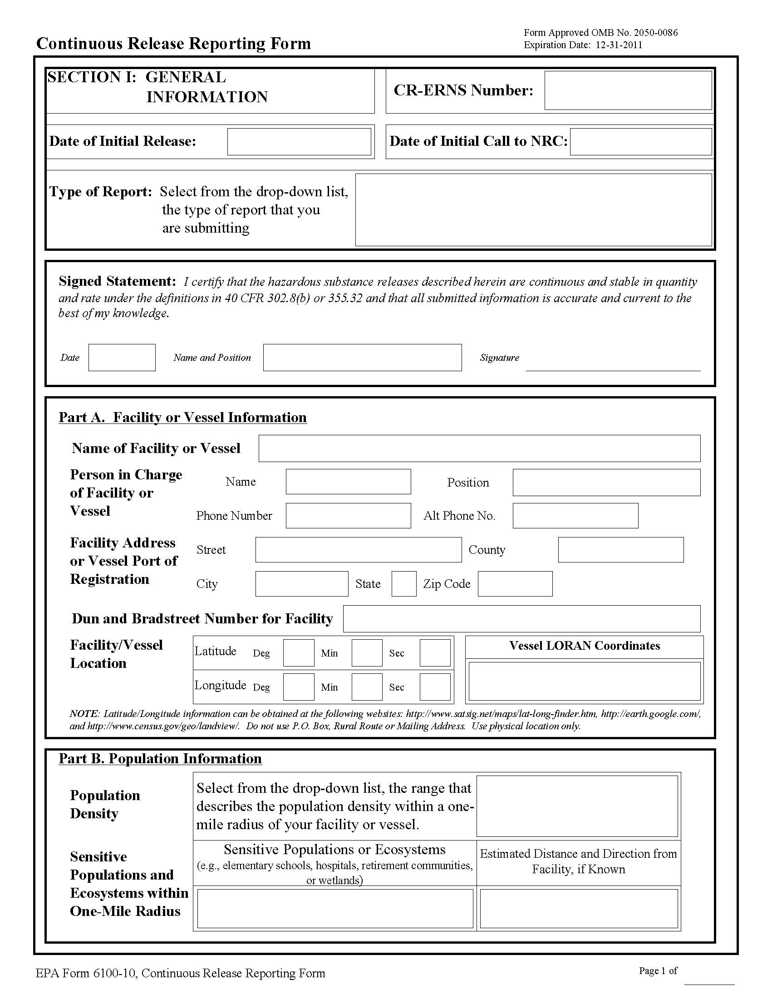 Continuous Release Reporting Form
Form Approved OMB No. 2050-0086
Expiration Date: 12-31-2011
SECTION I: GENERAL
INFORMATION
CR-ERNS Number:
Date of Initial Release:
Date of Initial Call to NRC:
Type of Report: Select from the drop-down list,
the type of report that you
are submitting
Signed Statement: I certify that the hazardous substance releases described herein are continuous and stable in quantity
and rate under the definitions in 40 CFR 302.8(b) or 355.32 and that all submitted information is accurate and current to the
best of my knowledge.
Date
Name and Position
Signature
Part A. Facility or Vessel Information
Name of Facility or Vessel
Person in Charge
of Facility or
Vessel
Name
Position
Phone Number
Alt Phone No.
Facility Address
or Vessel Port of
Registration
Street
County
City
State
Zip Code
Dun and Bradstreet Number for Facility
Facility/Vessel
Location
Latitude Deg Min Sec
Longitude Deg Min Sec
Vessel LORAN Coordinates
NOTE: Latitude/Longitude information can be obtained at the following websites: http://www.satsig.net/maps/lat-long-finder.htm, http://earth.google.com/,
and http://www.census.gov/geo/landview/. Do not use P.O. Box, Rural Route or Mailing Address. Use physical location only.
Part B. Population Information
Population
Density
Select from the drop-down list, the range that
describes the population density within a one-
mile radius of your facility or vessel.
Sensitive
Populations and
Ecosystems within
One-Mile Radius
Sensitive Populations or Ecosystems
(e.g., elementary schools, hospitals, retirement communities,
or wetlands)
Estimated Distance and Direction from
Facility, if Known
EPA Form 6100-10, Continuous Release Reporting Form
Page 1 of